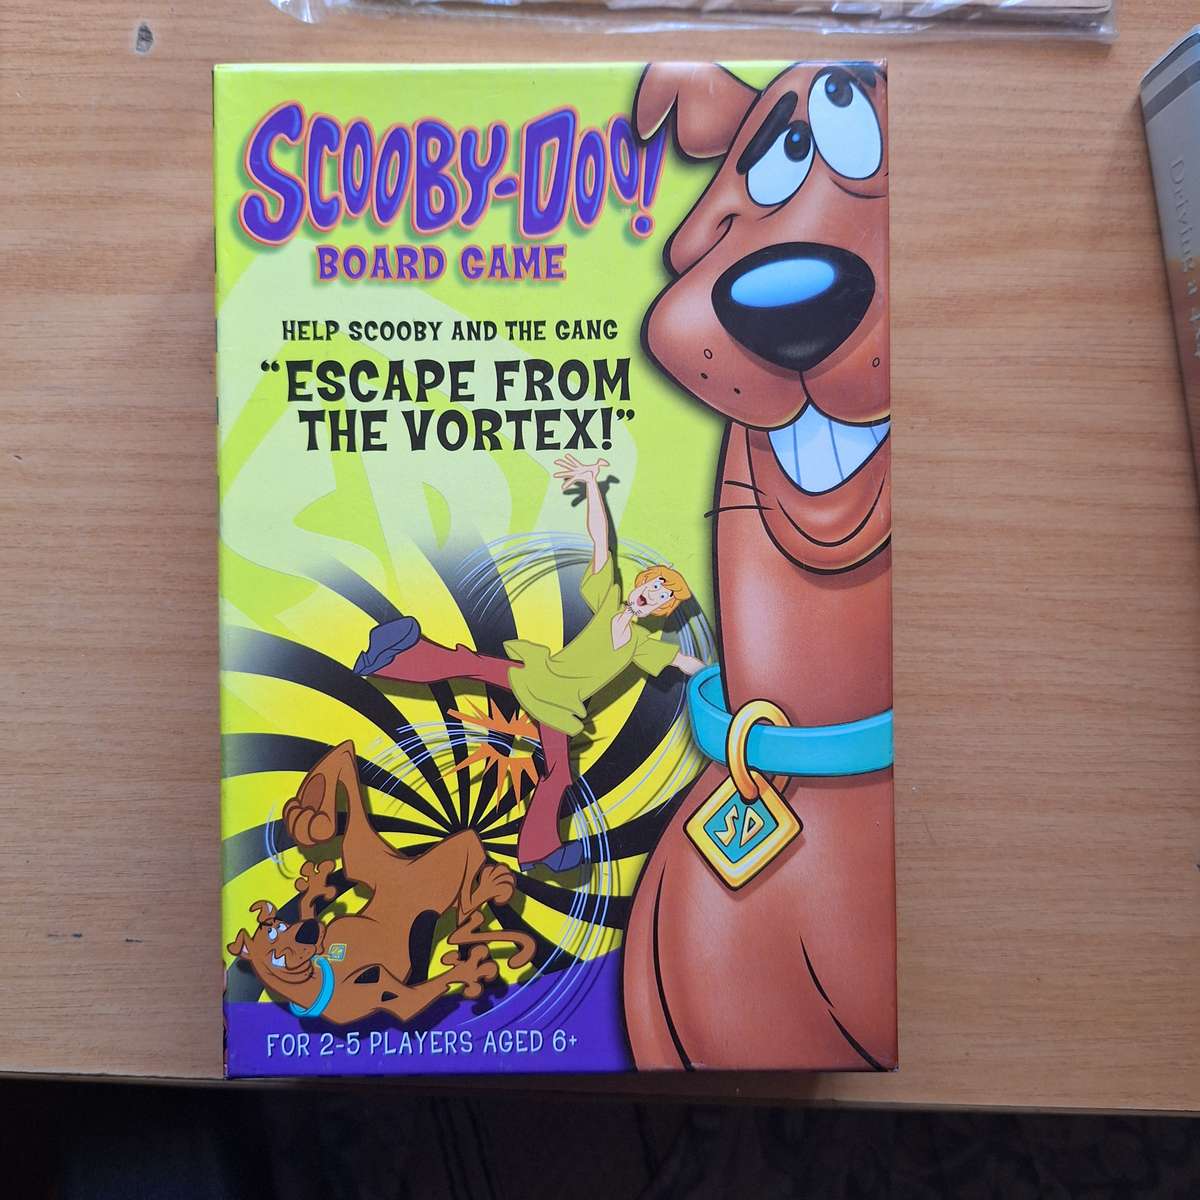 SCOOBY-DOO!
BOARD GAME
HELP SCOOBY AND THE GANG
“ESCAPE FROM
THE VORTEX!”
SD
FOR 2-5 PLAYERS AGED 6+